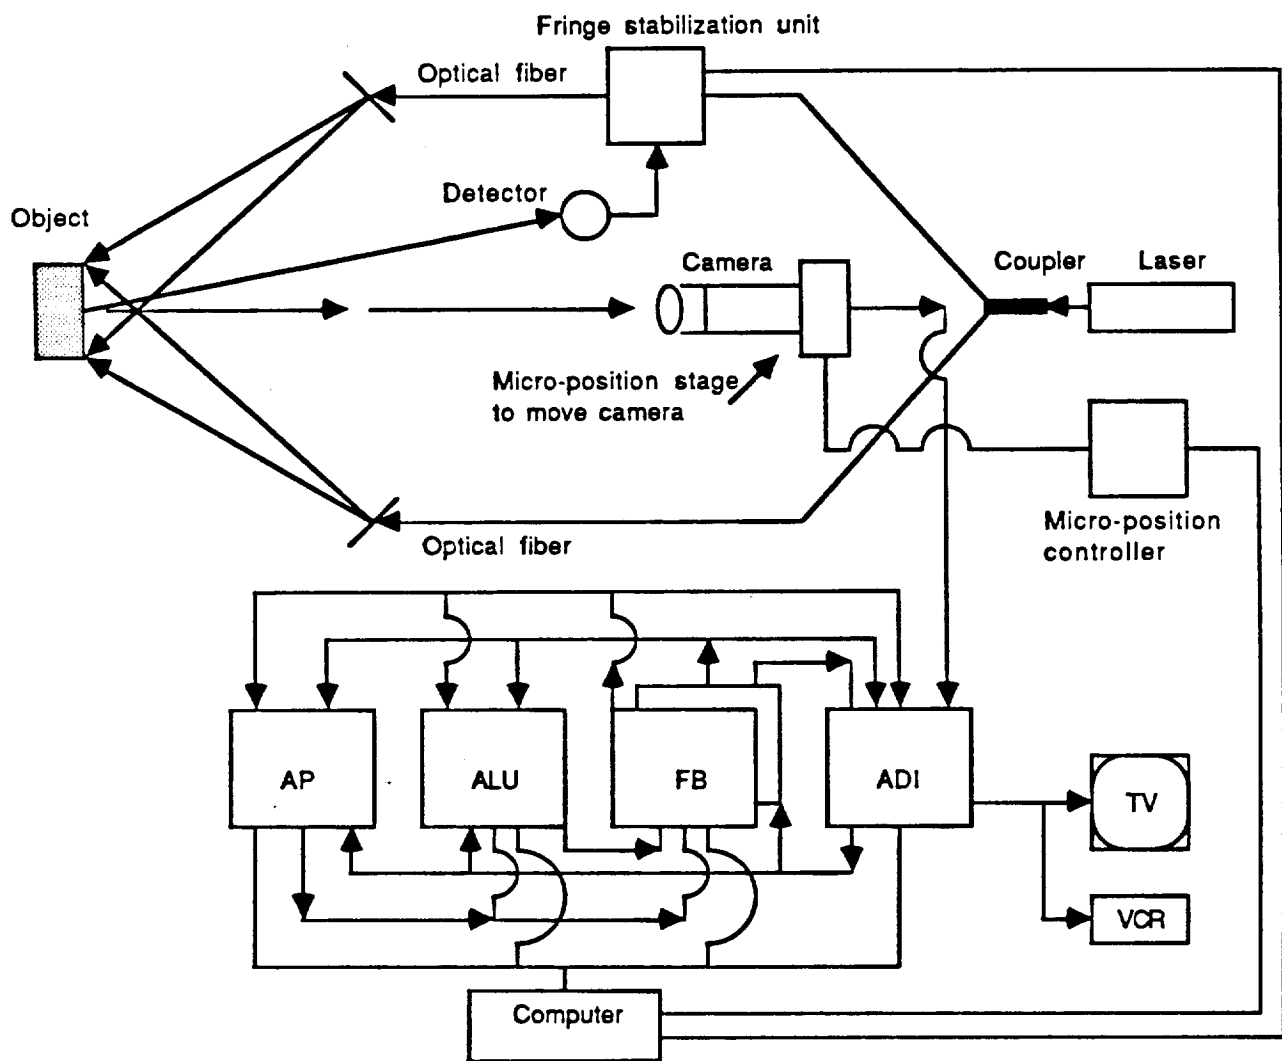 Fringe stabilization unit
Optical fiber
Detector
Object
Camera
Coupler
Laser
Micro-position stage
to move camera
Micro-position
controller
Optical fiber
AP
ALU
FB
ADI
TV
VCR
Computer